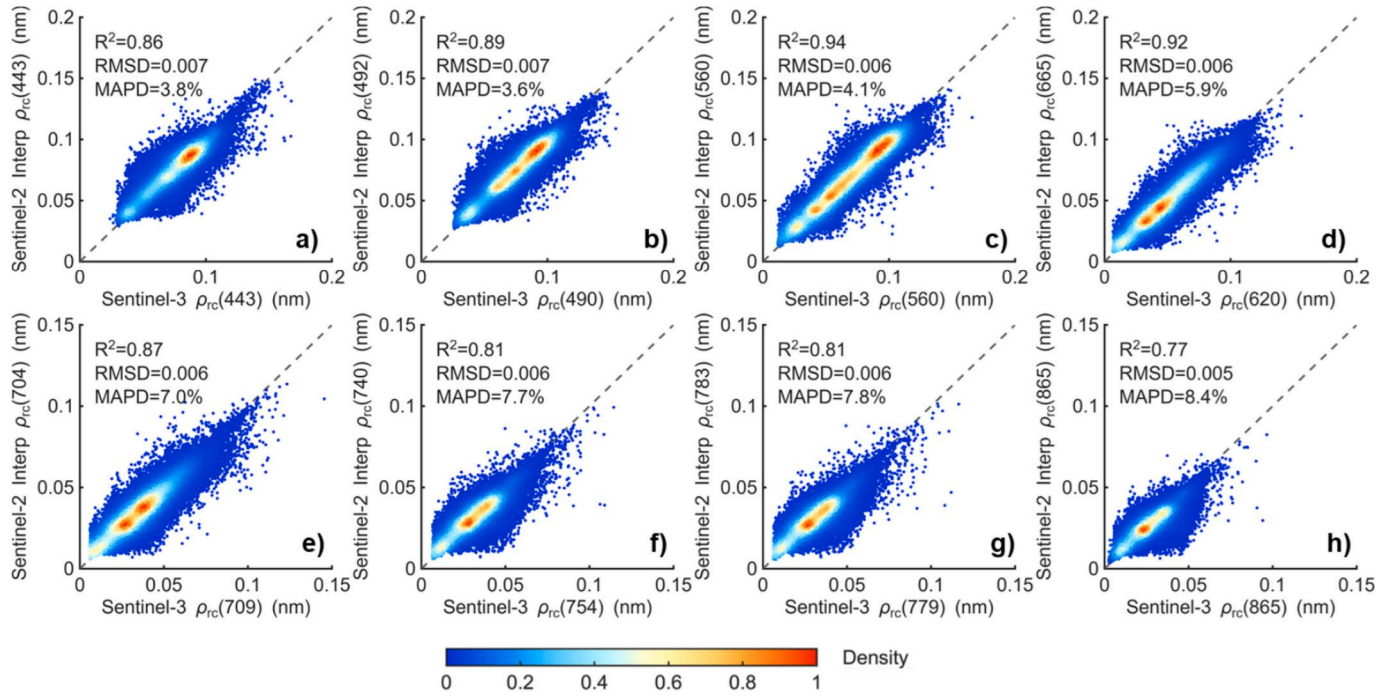 0.2 0.15 0.1 0.05 0
Sentinel-2 Interp ρrc(443) (nm)
R²=0.86
RMSD=0.007
MAPD=3.8%
a)
0 0.1 0.2
Sentinel-3 ρrc(443) (nm)
0.2 0.15 0.1 0.05 0
Sentinel-2 Interp ρrc(492) (nm)
R²=0.89
RMSD=0.007
MAPD=3.6%
b)
0 0.1 0.2
Sentinel-3 ρrc(490) (nm)
0.2 0.15 0.1 0.05 0
Sentinel-2 Interp ρrc(560) (nm)
R²=0.94
RMSD=0.006
MAPD=4.1%
c)
0 0.1 0.2
Sentinel-3 ρrc(560) (nm)
0.2 0.15 0.1 0.05 0
Sentinel-2 Interp ρrc(665) (nm)
R²=0.92
RMSD=0.006
MAPD=5.9%
d)
0 0.1 0.2
Sentinel-3 ρrc(620) (nm)
0.15 0.1 0.05 0
Sentinel-2 Interp ρrc(704) (nm)
R²=0.87
RMSD=0.006
MAPD=7.0%
e)
0 0.05 0.1 0.15
Sentinel-3 ρrc(709) (nm)
0.15 0.1 0.05 0
Sentinel-2 Interp ρrc(740) (nm)
R²=0.81
RMSD=0.006
MAPD=7.7%
f)
0 0.05 0.1 0.15
Sentinel-3 ρrc(754) (nm)
0.15 0.1 0.05 0
Sentinel-2 Interp ρrc(783) (nm)
R²=0.81
RMSD=0.006
MAPD=7.8%
g)
0 0.05 0.1 0.15
Sentinel-3 ρrc(779) (nm)
0.15 0.1 0.05 0
Sentinel-2 Interp ρrc(865) (nm)
R²=0.77
RMSD=0.005
MAPD=8.4%
h)
0 0.05 0.1 0.15
Sentinel-3 ρrc(865) (nm)
Density
0 0.2 0.4 0.6 0.8 1